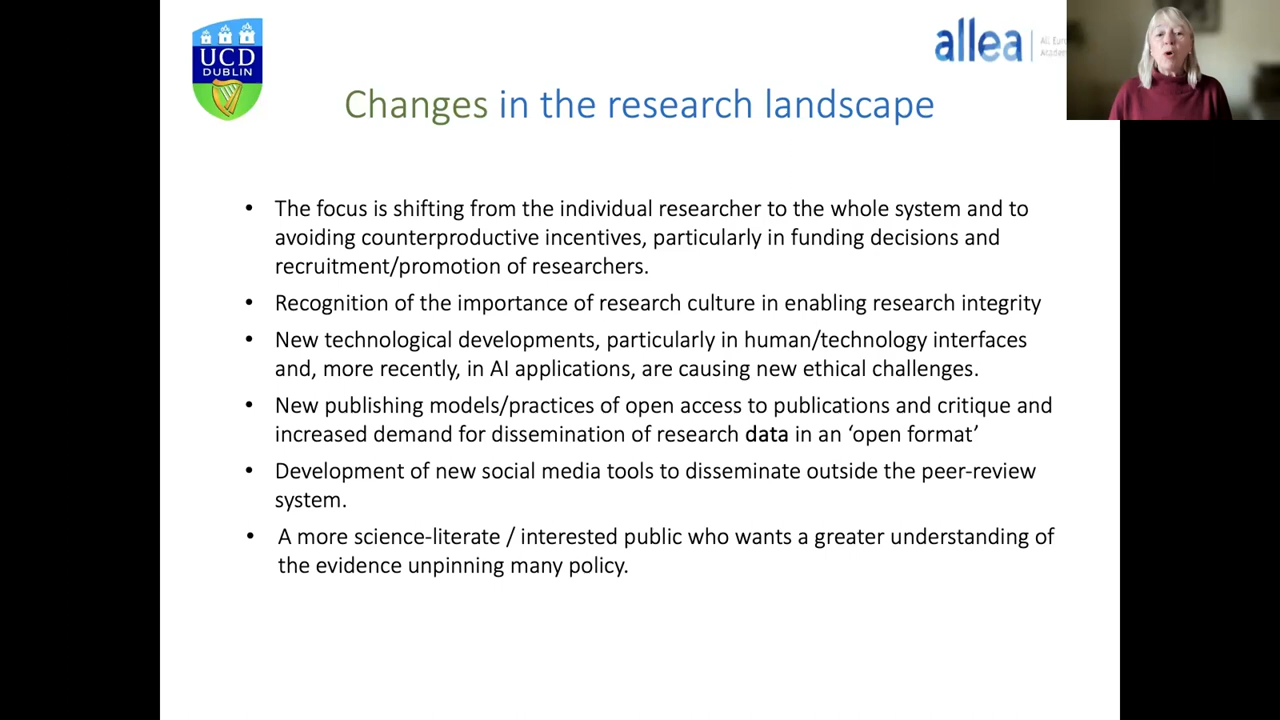 UCD
DUBLIN
allea
Changes in the research landscape
• The focus is shifting from the individual researcher to the whole system and to
avoiding counterproductive incentives, particularly in funding decisions and
recruitment/promotion of researchers.
• Recognition of the importance of research culture in enabling research integrity
• New technological developments, particularly in human/technology interfaces
and, more recently, in AI applications, are causing new ethical challenges.
• New publishing models/practices of open access to publications and critique and
increased demand for dissemination of research data in an ‘open format’
• Development of new social media tools to disseminate outside the peer-review
system.
• A more science-literate / interested public who wants a greater understanding of
the evidence unpinning many policy.